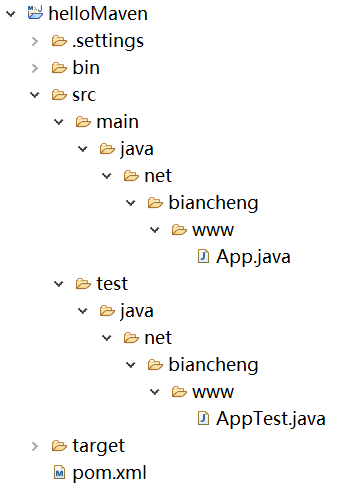 helloMaven
.settings
bin
src
main
java
net
biancheng
www
App.java
test
java
net
biancheng
www
AppTest.java
target
pom.xml